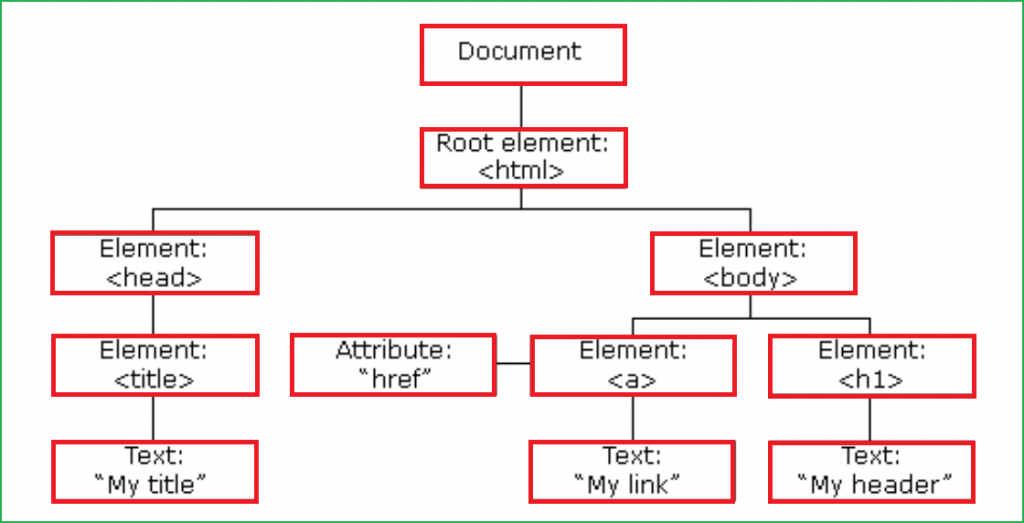 Document
Root element:
<html>
Element:
<head>
Element:
<body>
Element:
<title>
Attribute:
“href”
Element:
<a>
Element:
<h1>
Text:
“My title”
Text:
“My link”
Text:
“My header”